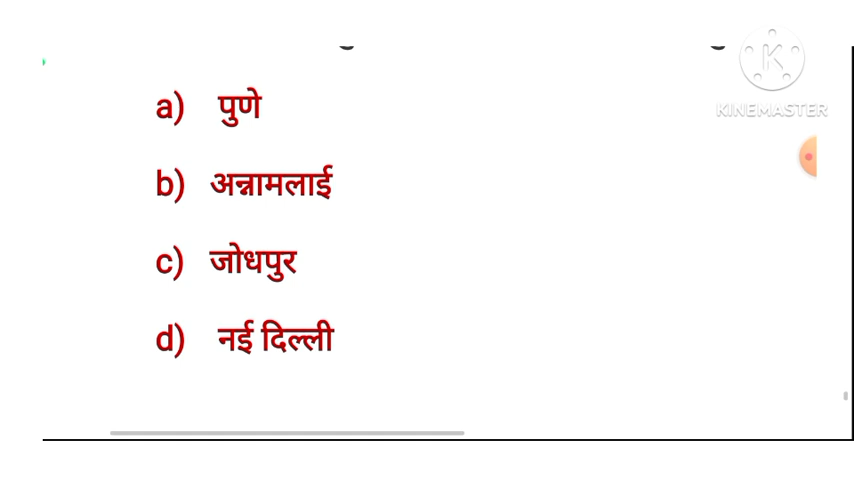 KINEMASTER
a) पुणे
b) अन्नामलाई
c) जोधपुर
d) नई दिल्ली